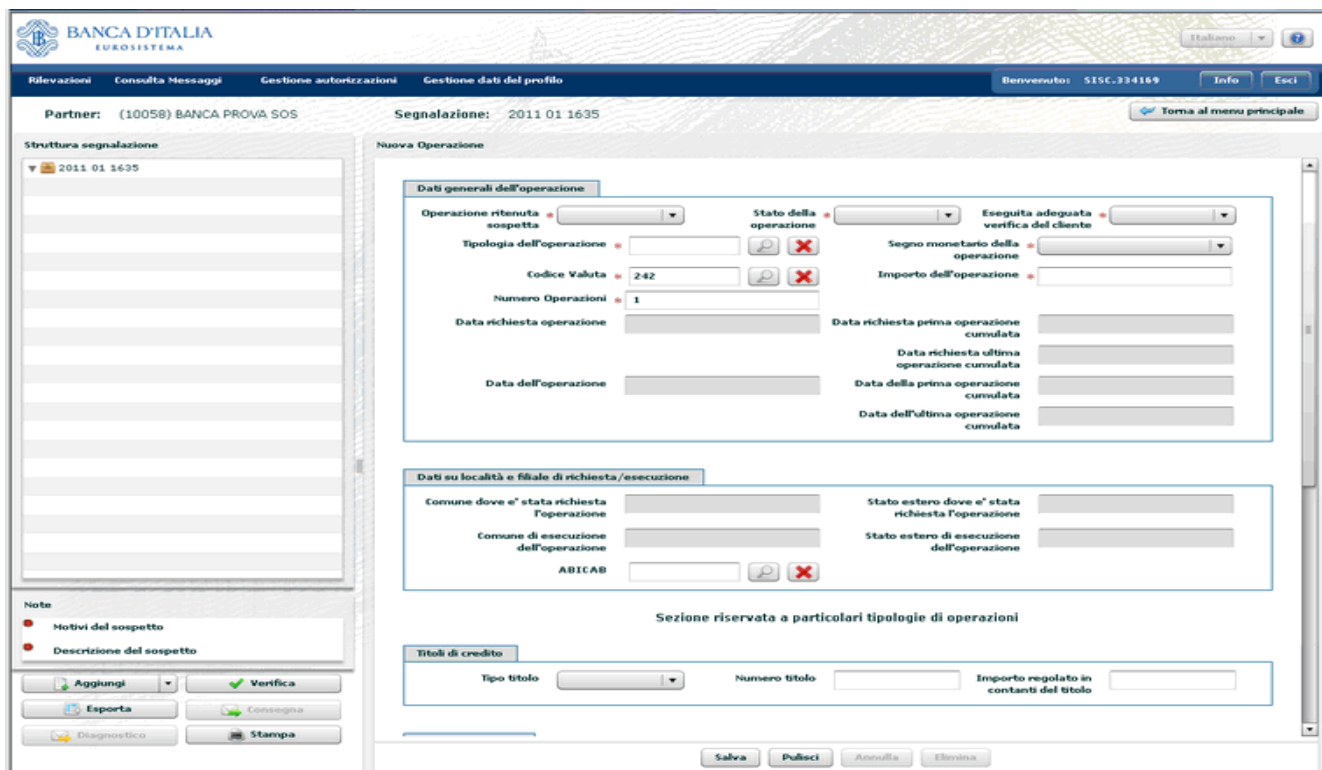 BANCA D'ITALIA
EUROSISTEMA
Italiano
Rilevazioni Consulta Messaggi Gestione autorizzazioni Gestione dati del profilo Benvenuto: SISC.334169 Info Esci
Partner: (10058) BANCA PROVA SOS Segnalazione: 2011 01 1635 Torna al menu principale
Struttura segnalazione
2011 01 1635
Note
Motivi del sospetto
Descrizione del sospetto
Aggiungi Verifica
Esporta Consegna
Diagnostico Stampa
Nuova Operazione
Dati generali dell'operazione
Operazione ritenuta * Stato della * Eseguita adeguata *
sospetta operazione verifica del cliente
Tipologia dell'operazione * Segno monetario della *
operazione
Codice Valuta * 242 Importo dell'operazione *
Numero Operazioni * 1
Data richiesta operazione Data richiesta prima operazione
cumulata
Data richiesta ultima
operazione cumulata
Data dell'operazione Data della prima operazione
cumulata
Data dell'ultima operazione
cumulata
Dati su località e filiale di richiesta/esecuzione
Comune dove e' stata richiesta Stato estero dove e' stata
l'operazione richiesta l'operazione
Comune di esecuzione Stato estero di esecuzione
dell'operazione dell'operazione
ABICAB
Sezione riservata a particolari tipologie di operazioni
Titoli di credito
Tipo titolo Numero titolo Importo regolato in
contanti del titolo
Salva Pulisci Annulla Elimina